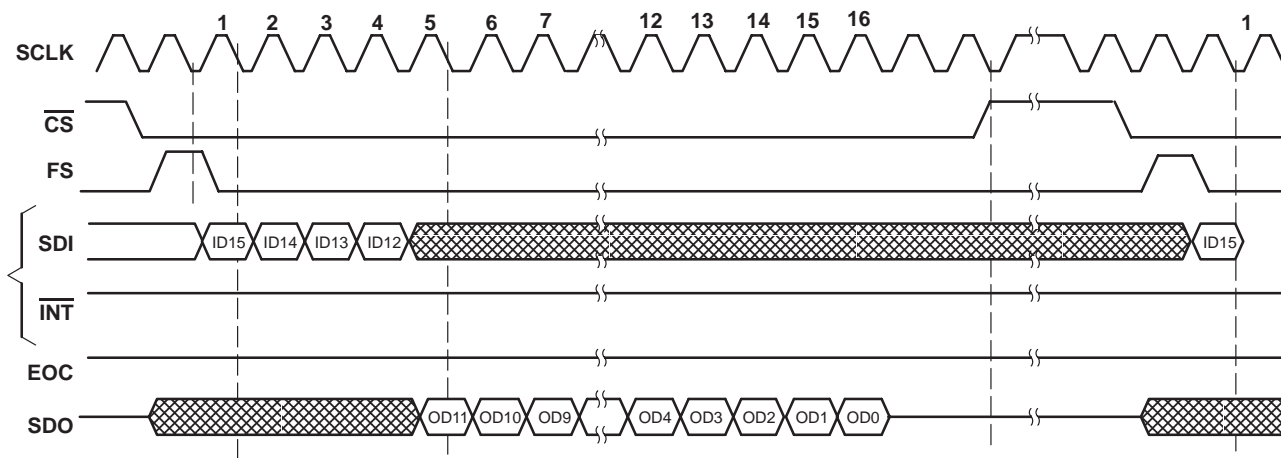 1 2 3 4 5 6 7 12 13 14 15 16 1
SCLK
CS
FS
SDI ID15 ID14 ID13 ID12 ID15
INT
EOC
SDO OD11 OD10 OD9 OD4 OD3 OD2 OD1 OD0